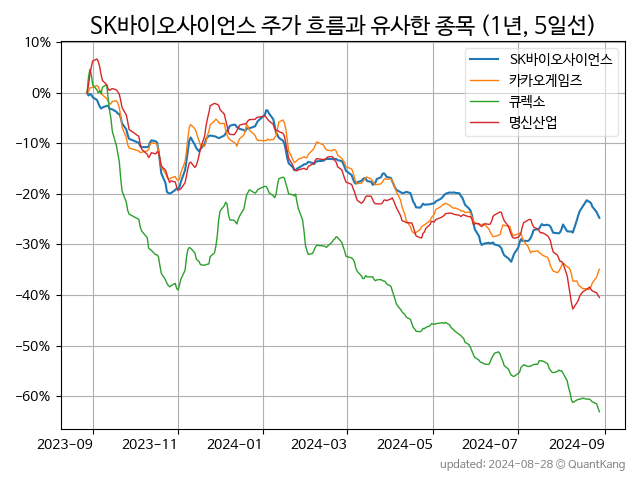 SK바이오사이언스 주가 흐름과 유사한 종목 (1년, 5일선)
SK바이오사이언스
카카오게임즈
큐렉소
명신산업
10%
0%
−10%
−20%
−30%
−40%
−50%
−60%
2023-09
2023-11
2024-01
2024-03
2024-05
2024-07
2024-09
updated: 2024-08-28 ⓒ QuantKang